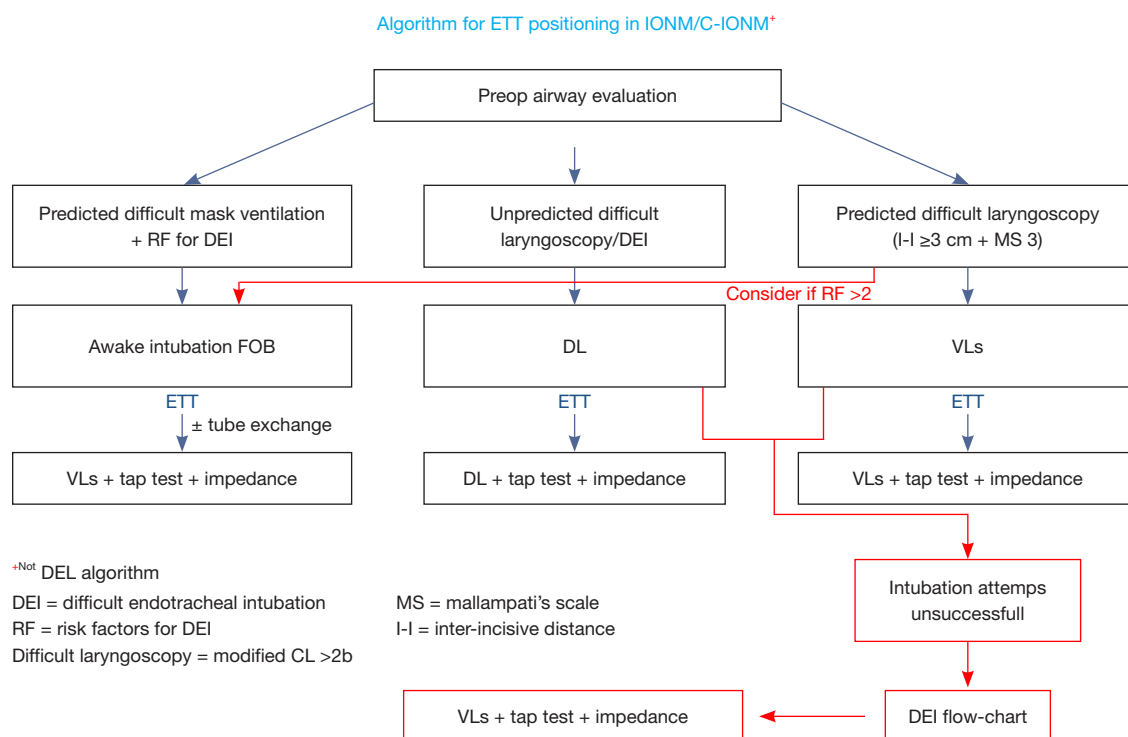 Algorithm for ETT positioning in IONM/C-IONM+
Preop airway evaluation
Predicted difficult mask ventilation
+ RF for DEI
Unpredicted difficult
laryngoscopy/DEI
Predicted difficult laryngoscopy
(I-I ≥3 cm + MS 3)
Consider if RF >2
Awake intubation FOB
DL
VLs
ETT
ETT
ETT
± tube exchange
VLs + tap test + impedance
DL + tap test + impedance
VLs + tap test + impedance
+Not DEL algorithm
DEI = difficult endotracheal intubation
RF = risk factors for DEI
Difficult laryngoscopy = modified CL >2b
MS = mallampati's scale
I-I = inter-incisive distance
Intubation attemps
unsuccessfull
DEI flow-chart
VLs + tap test + impedance